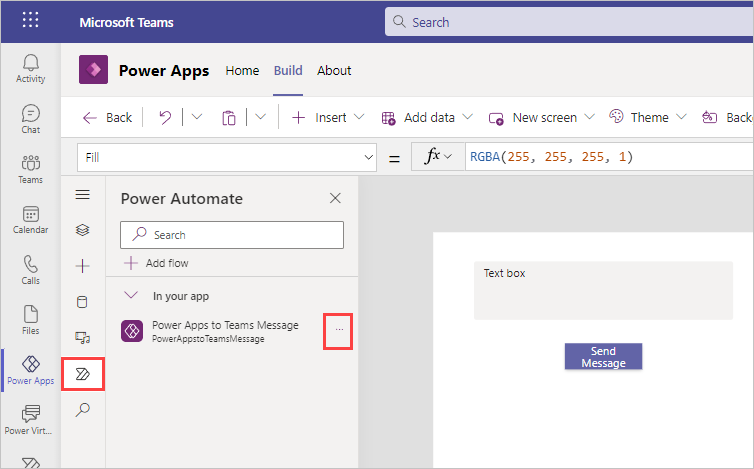 Microsoft Teams
Search
Activity
Chat
Teams
Calendar
Calls
Files
Power Apps
Power Virt...
Power Apps Home Build About
Back Insert Add data New screen Theme Back
Fill = fx RGBA(255, 255, 255, 1)
Power Automate
Search
Add flow
In your app
Power Apps to Teams Message ...
PowerAppstoTeamsMessage
Text box
Send
Message